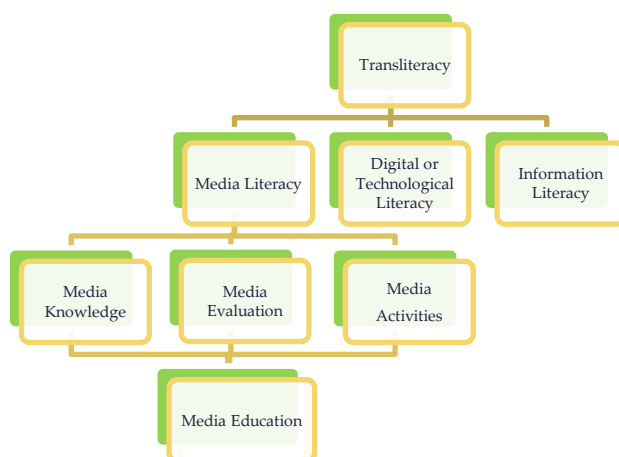 Transliteracy
Media Literacy
Digital or
Technological
Literacy
Information
Literacy
Media
Knowledge
Media
Evaluation
Media
Activities
Media Education